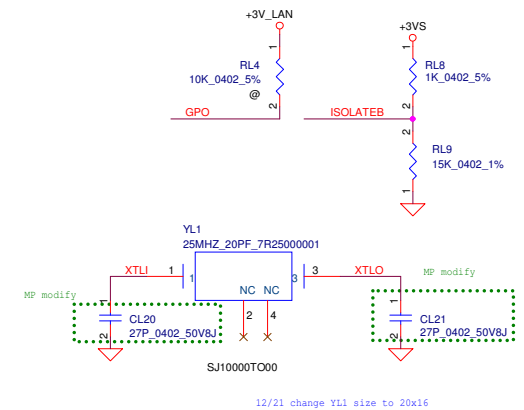 +3V_LAN
+3VS
1
RL4
10K_0402_5%
@
2
GPO
1
RL8
1K_0402_5%
2
ISOLATEB
2
RL9
15K_0402_1%
1
YL1
25MHZ_20PF_7R25000001
XTLI
1
1
3
3
XTLO
NC
NC
2
4
MP modify
1
CL20
27P_0402_50V8J
2
MP modify
1
CL21
27P_0402_50V8J
2
SJ10000TO00
12/21 change YL1 size to 20x16